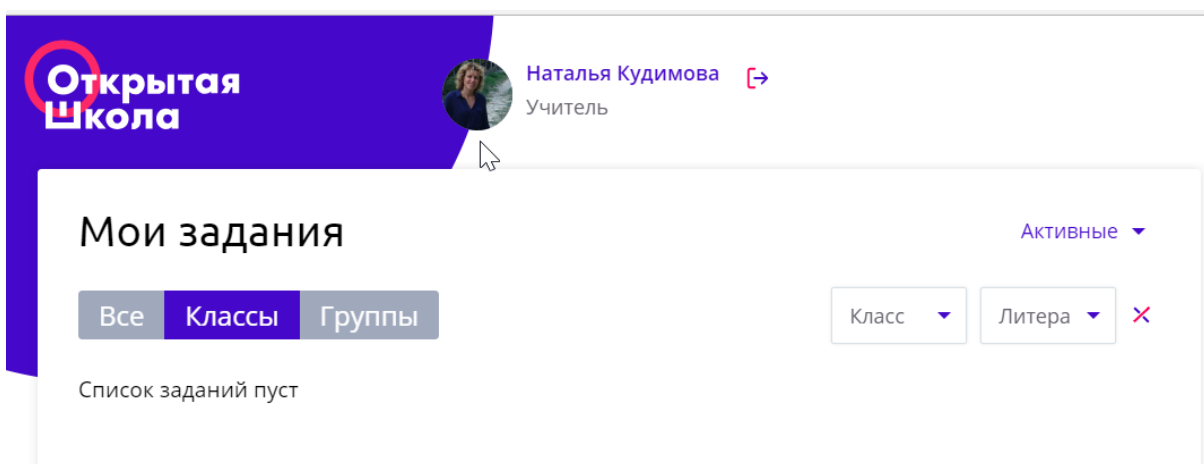 Открытая
Школа
Наталья Кудимова
Учитель
Мои задания
Активные
Все Классы Группы
Класс Литера
Список заданий пуст